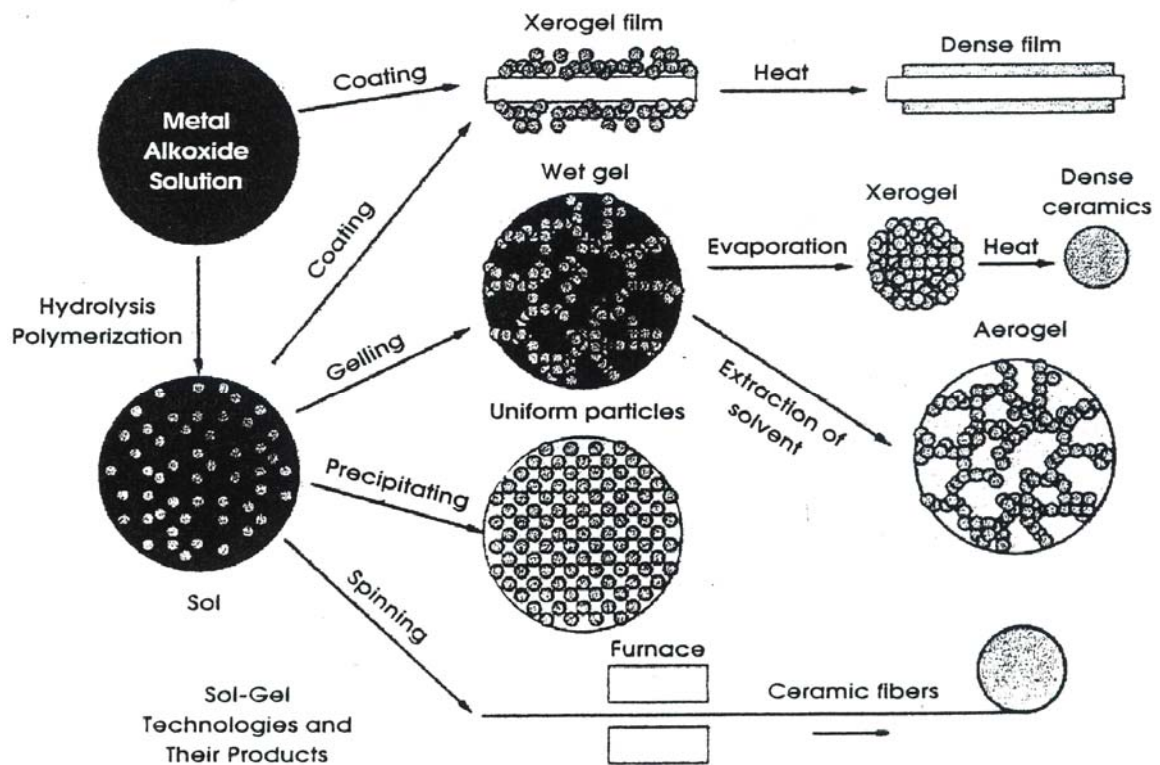 Xerogel film
Dense film
Coating
Heat
Metal
Alkoxide
Solution
Wet gel
Dense
ceramics
Xerogel
Coating
Evaporation
Heat
Hydrolysis
Polymerization
Gelling
Aerogel
Extraction of
solvent
Uniform particles
Precipitating
Sol
Spinning
Furnace
Ceramic fibers
Sol-Gel
Technologies and
Their Products